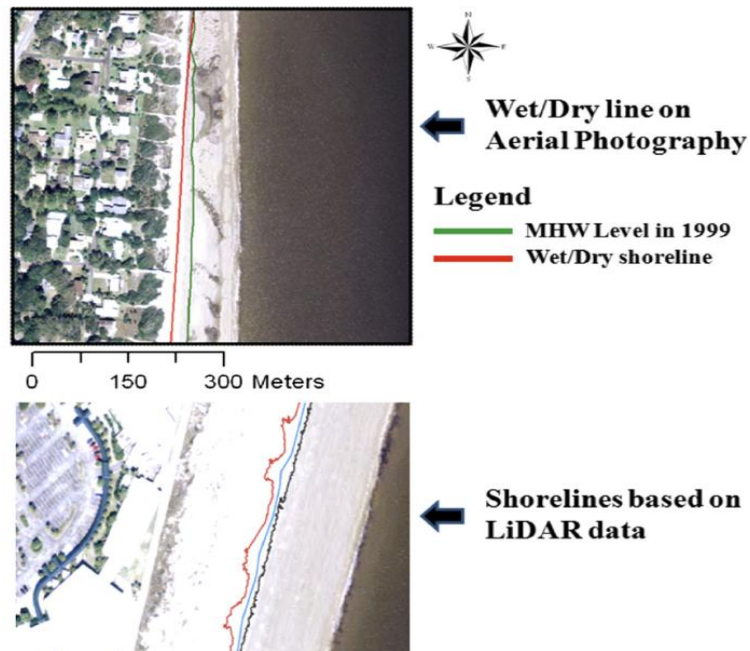 N
W E
S
Wet/Dry line on
Aerial Photography
Legend
MHW Level in 1999
Wet/Dry shoreline
0 150 300 Meters
Shorelines based on
LiDAR data